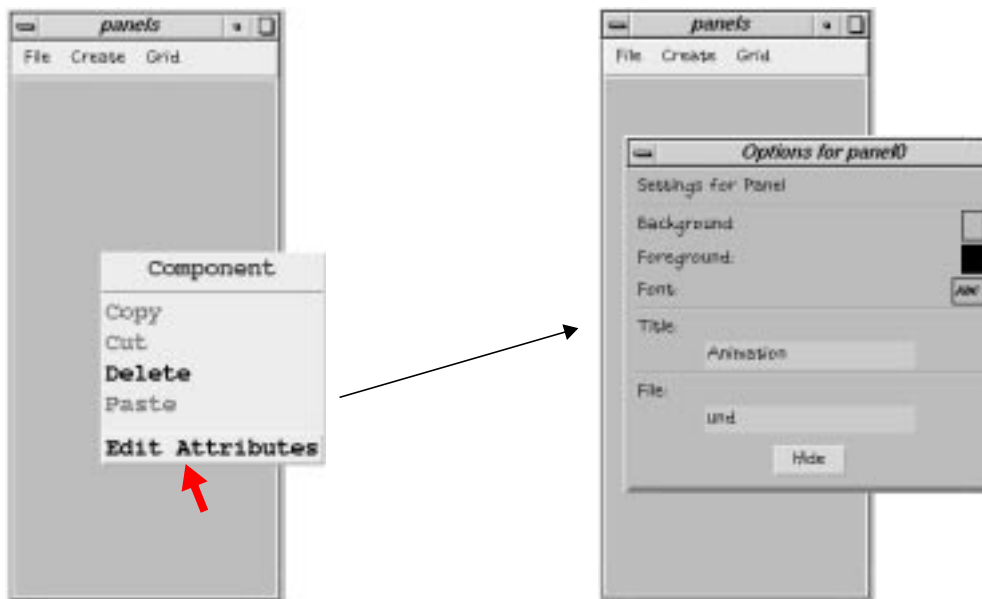 panels
File Create Grid
Component
Copy
Cut
Delete
Paste
Edit Attributes
panels
File Create Grid
Options for panel0
Settings for Panel
Background
Foreground:
Font: ABC
Title:
Animation
File:
und
Hide